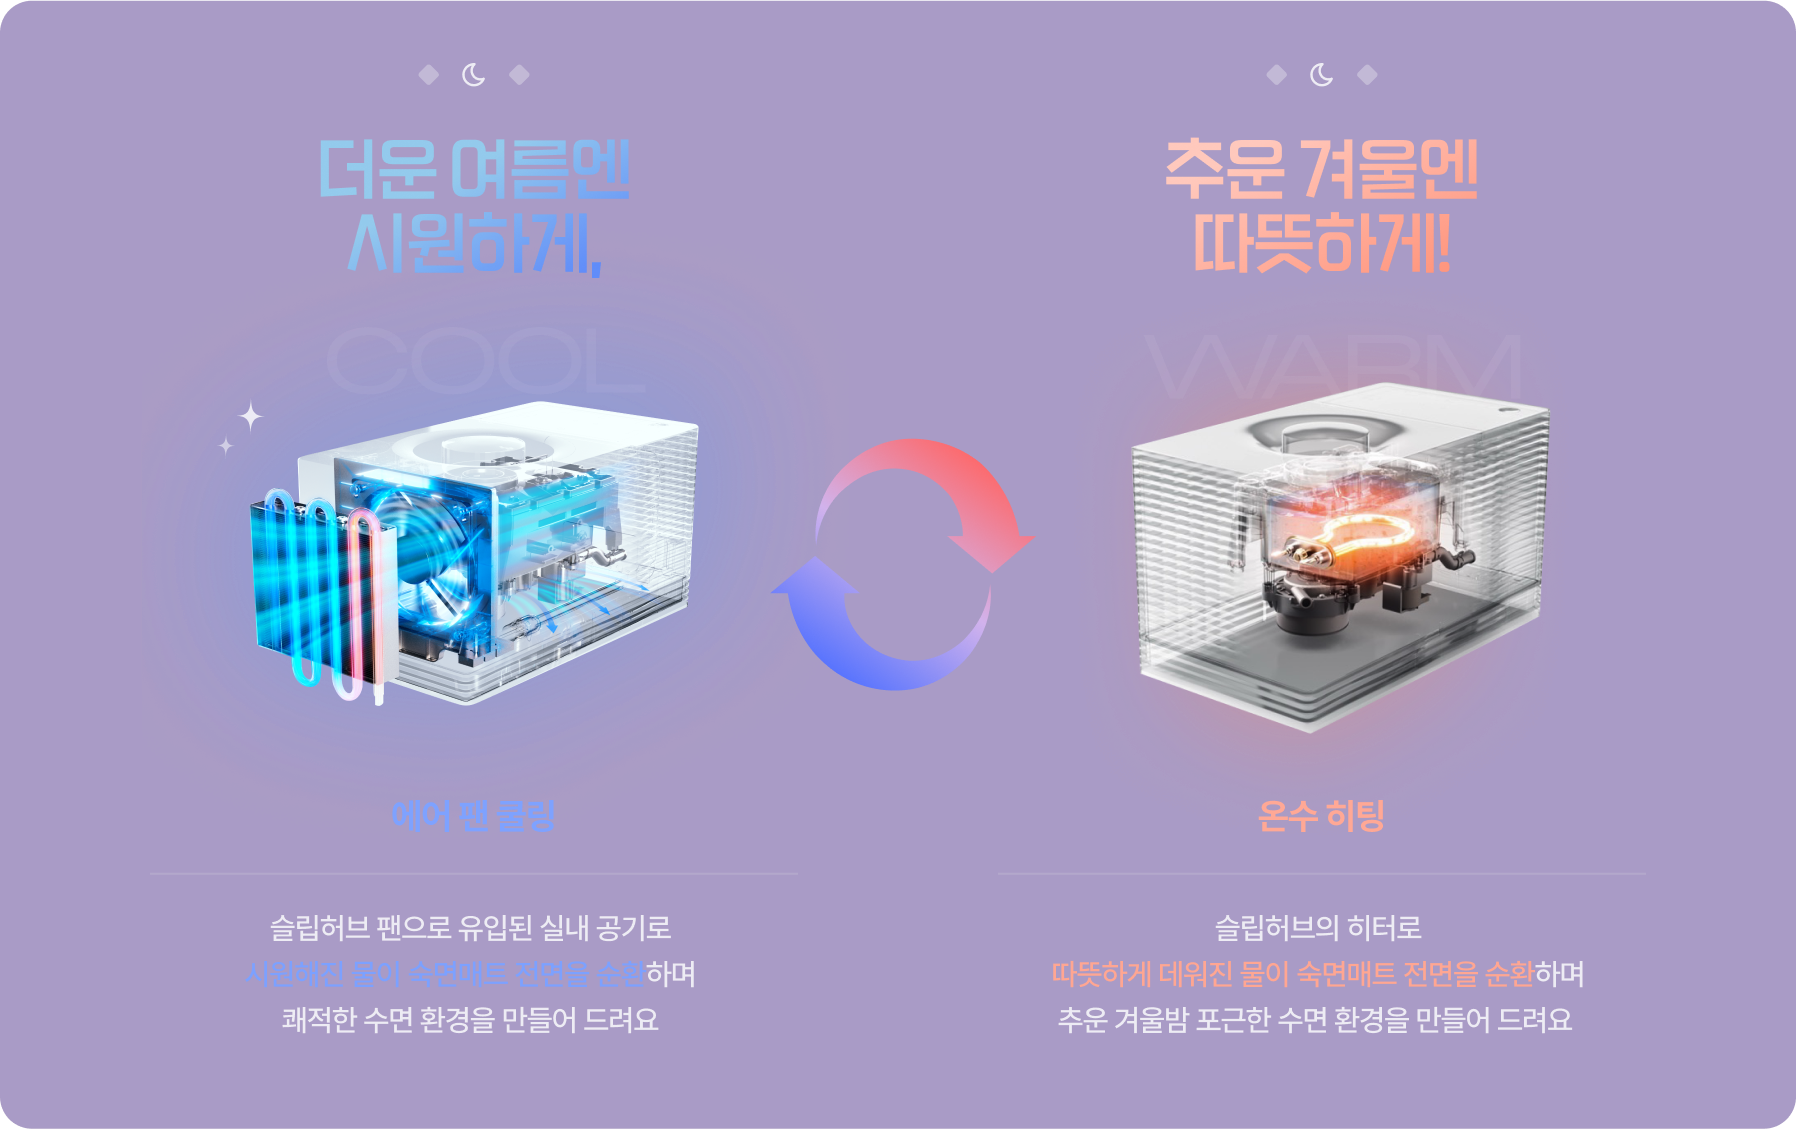 더운 여름엔
시원하게,
COOL
에어 팬 쿨링
슬립허브 팬으로 유입된 실내 공기로
시원해진 물이 숙면매트 전면을 순환하며
쾌적한 수면 환경을 만들어 드려요
추운 겨울엔
따뜻하게!
WARM
온수 히팅
슬립허브의 히터로
따뜻하게 데워진 물이 숙면매트 전면을 순환하며
추운 겨울밤 포근한 수면 환경을 만들어 드려요